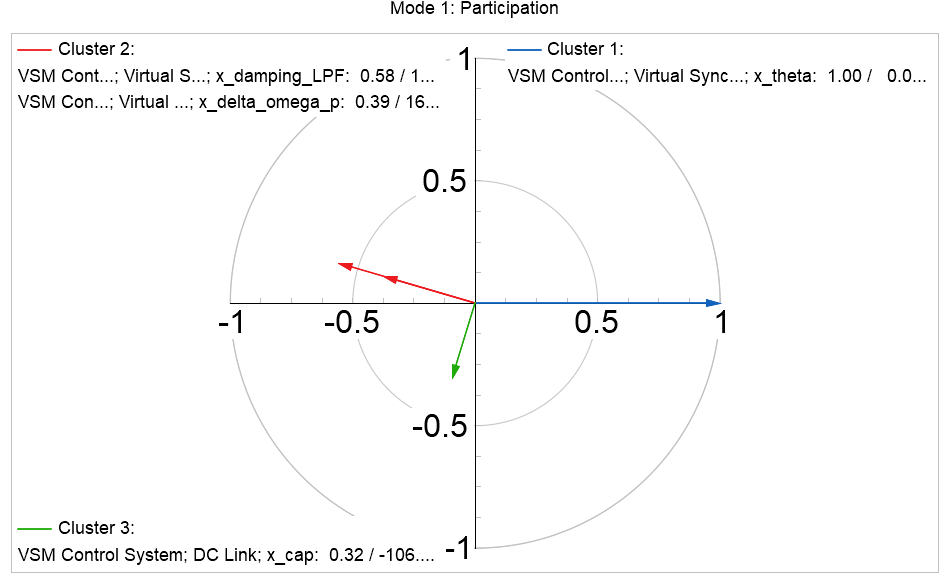 Mode 1: Participation
Cluster 2:
VSM Cont...; Virtual S...; x_damping_LPF:  0.58 / 1...
VSM Con...; Virtual ...; x_delta_omega_p:  0.39 / 16...
Cluster 1:
VSM Control...; Virtual Sync...; x_theta:  1.00 /   0.0...
1
0.5
-1
-0.5
0.5
1
-0.5
-1
Cluster 3:
VSM Control System; DC Link; x_cap:  0.32 / -106....